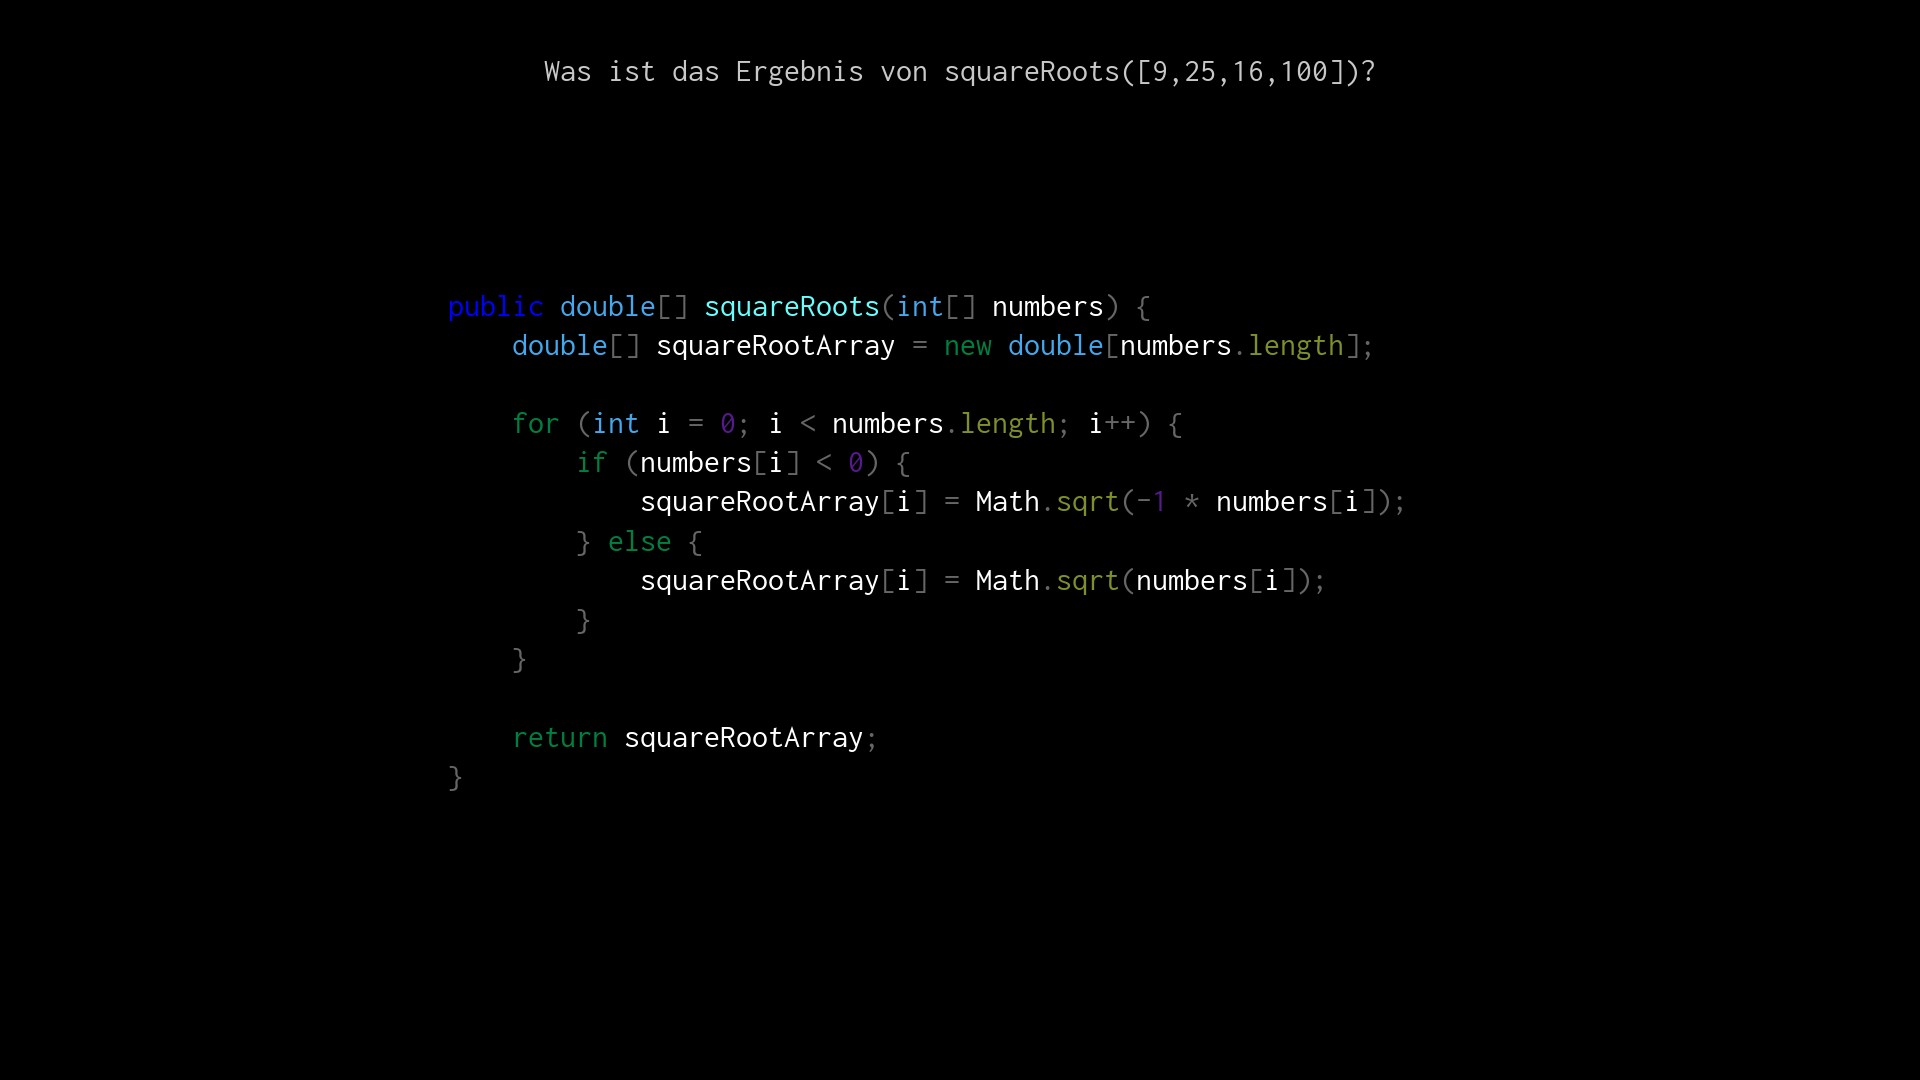 Was ist das Ergebnis von squareRoots([9,25,16,100])?
public double[] squareRoots(int[] numbers) {
    double[] squareRootArray = new double[numbers.length];
    for (int i = 0; i < numbers.length; i++) {
        if (numbers[i] < 0) {
            squareRootArray[i] = Math.sqrt(-1 * numbers[i]);
        } else {
            squareRootArray[i] = Math.sqrt(numbers[i]);
        }
    }
    return squareRootArray;
}